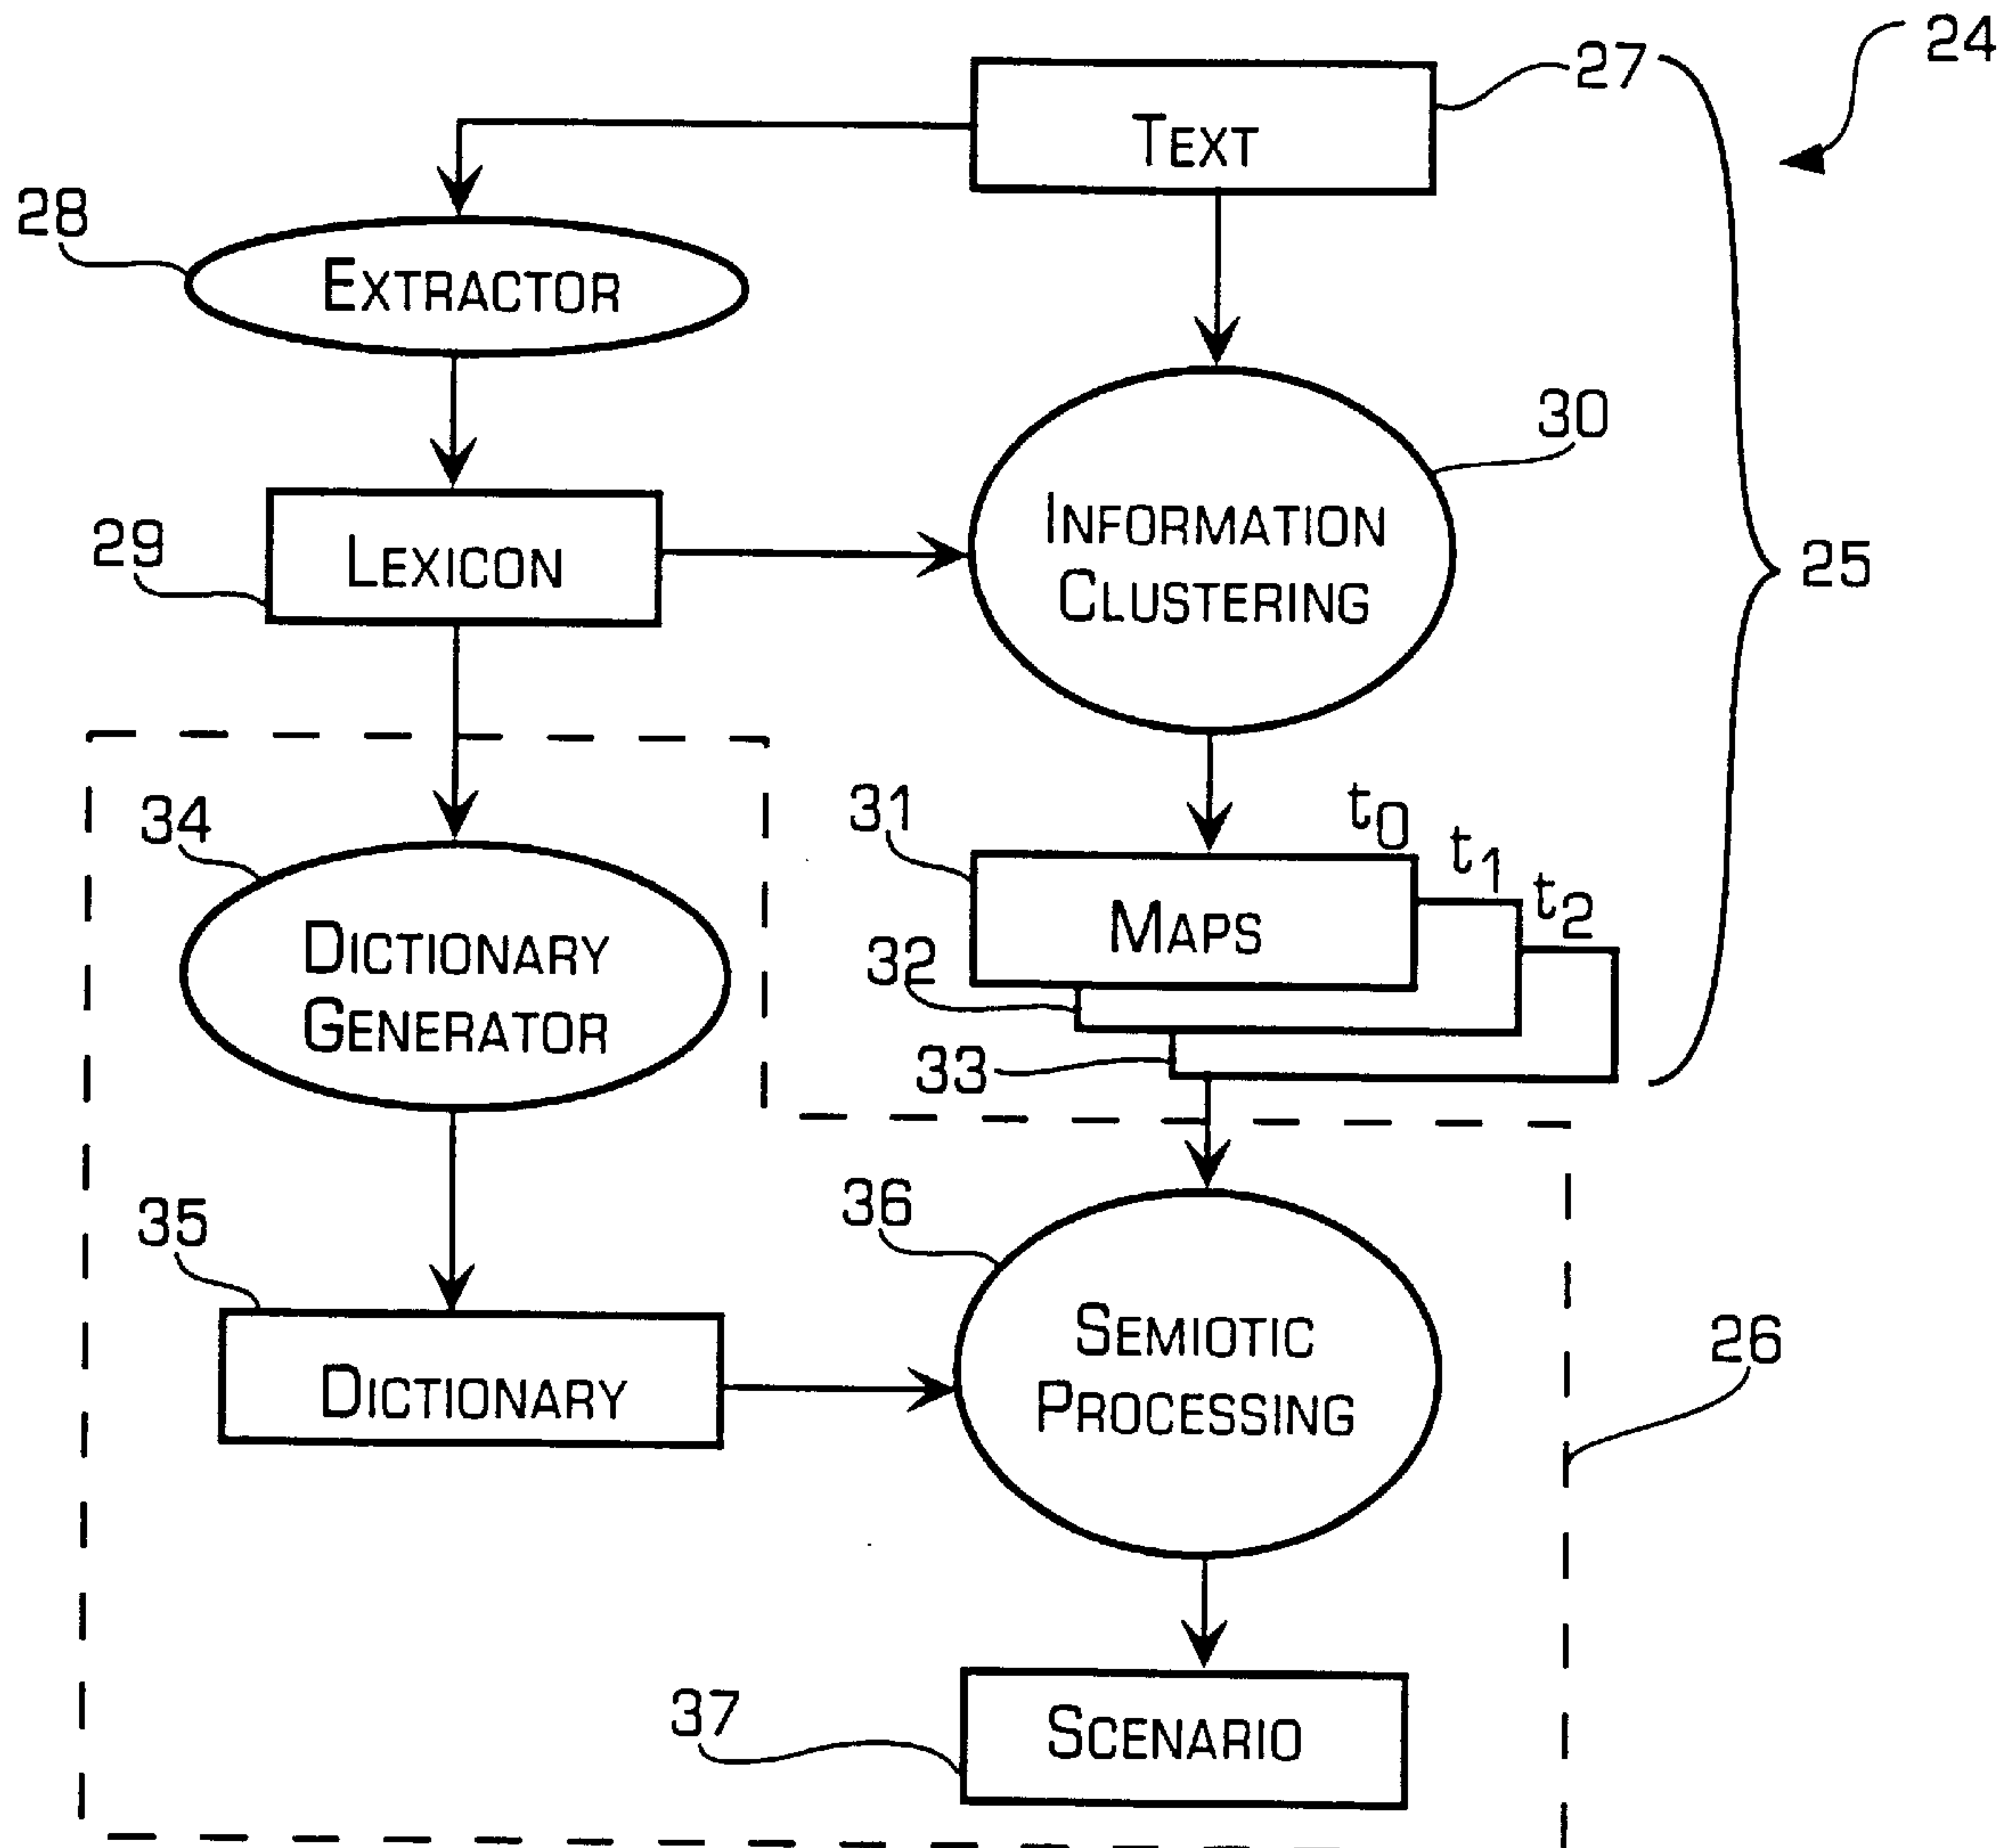 24
27
TEXT
28
EXTRACTOR
30
INFORMATION
CLUSTERING
29
LEXICON
25
31
t0
t1
t2
MAPS
32
33
34
DICTIONARY
GENERATOR
35
DICTIONARY
36
SEMIOTIC
PROCESSING
26
37
SCENARIO